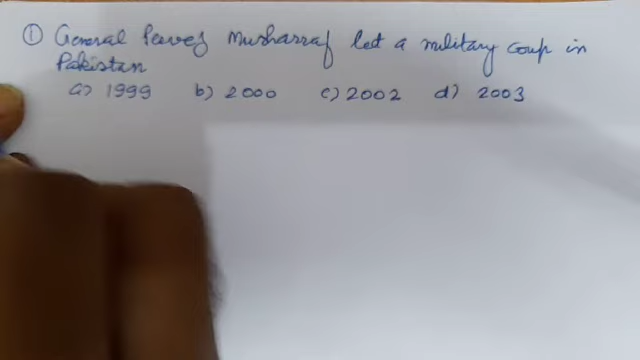 ① General Pervez Musharraf led a military coup in
Pakistan
a) 1999 b) 2000 c) 2002 d) 2003